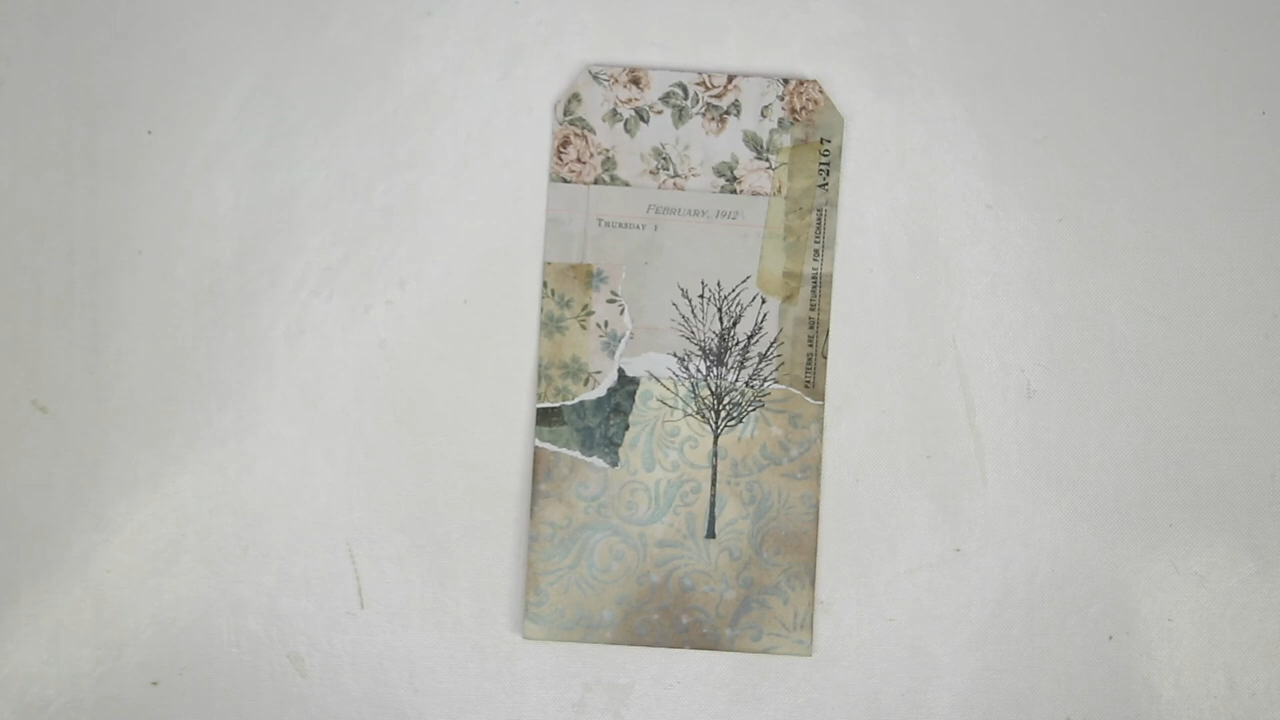 FEBRUARY, 1912
THURSDAY 1
A-2167
PATTERNS ARE NOT RETURNABLE FOR EXCHANGE